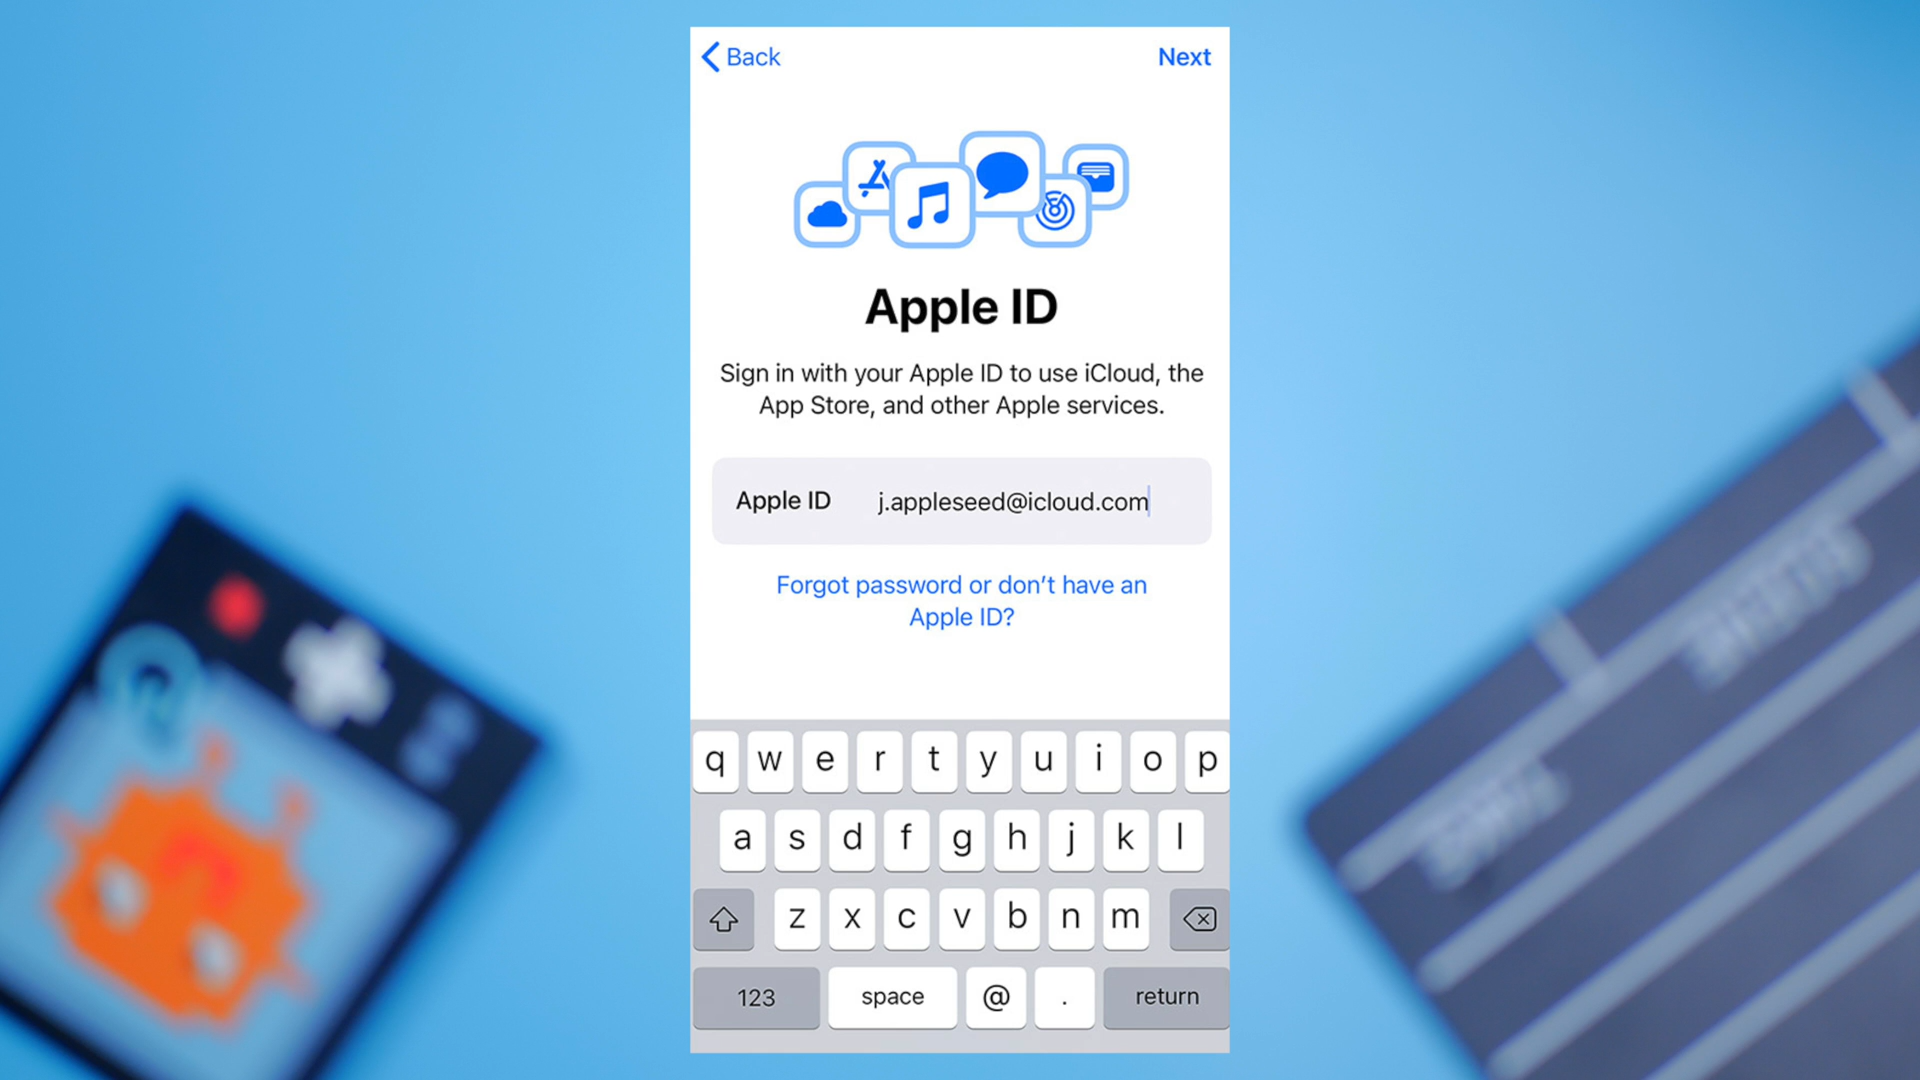 Back
Next
Apple ID
Sign in with your Apple ID to use iCloud, the
App Store, and other Apple services.
Apple ID j.appleseed@icloud.com
Forgot password or don’t have an
Apple ID?
q w e r t y u i o p
a s d f g h j k l
z x c v b n m
123 space @ . return